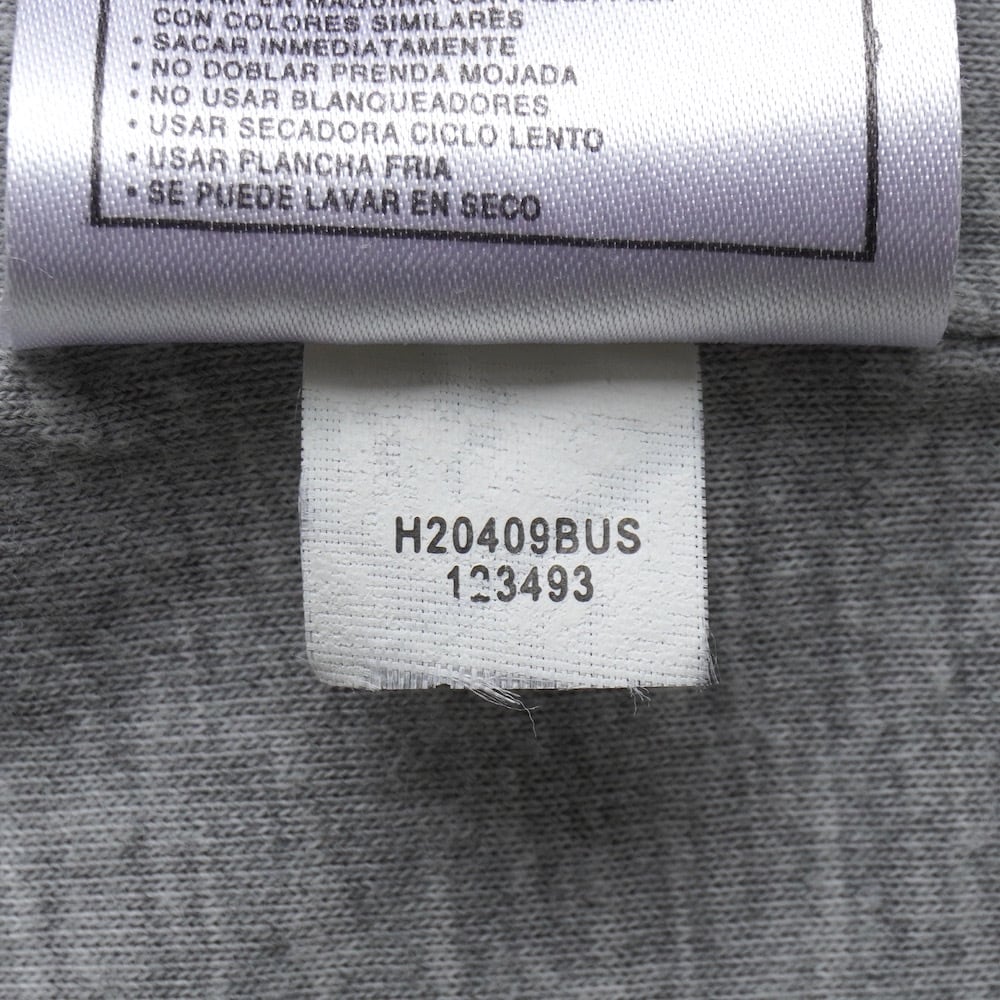 CON COLORES SIMILARES
• SACAR INMEDIATAMENTE
• NO DOBLAR PRENDA MOJADA
• NO USAR BLANQUEADORES
• USAR SECADORA CICLO LENTO
• USAR PLANCHA FRIA
• SE PUEDE LAVAR EN SECO
H20409BUS
123493